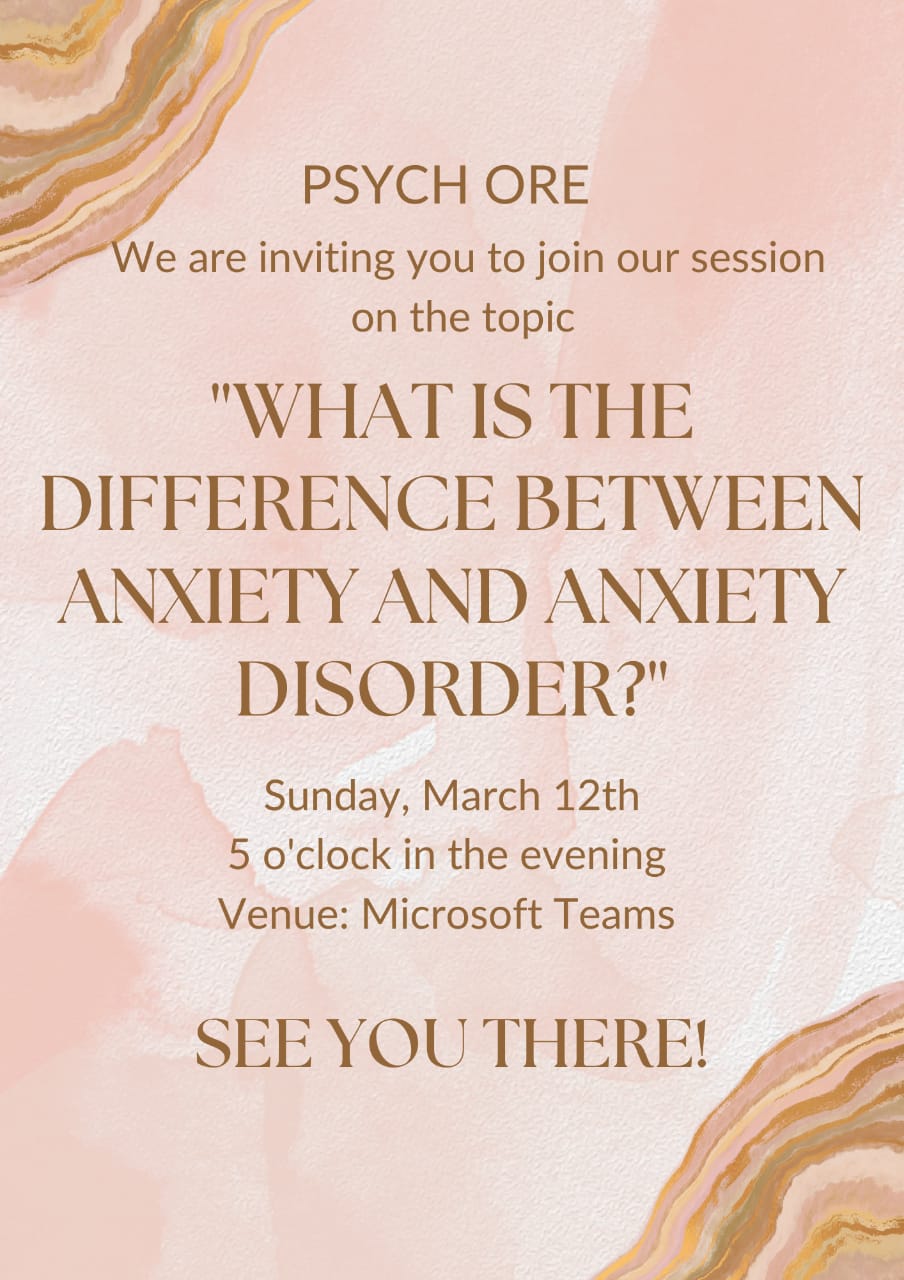 PSYCH ORE
We are inviting you to join our session
on the topic
"WHAT IS THE
DIFFERENCE BETWEEN
ANXIETY AND ANXIETY
DISORDER?"
Sunday, March 12th
5 o'clock in the evening
Venue: Microsoft Teams
SEE YOU THERE!